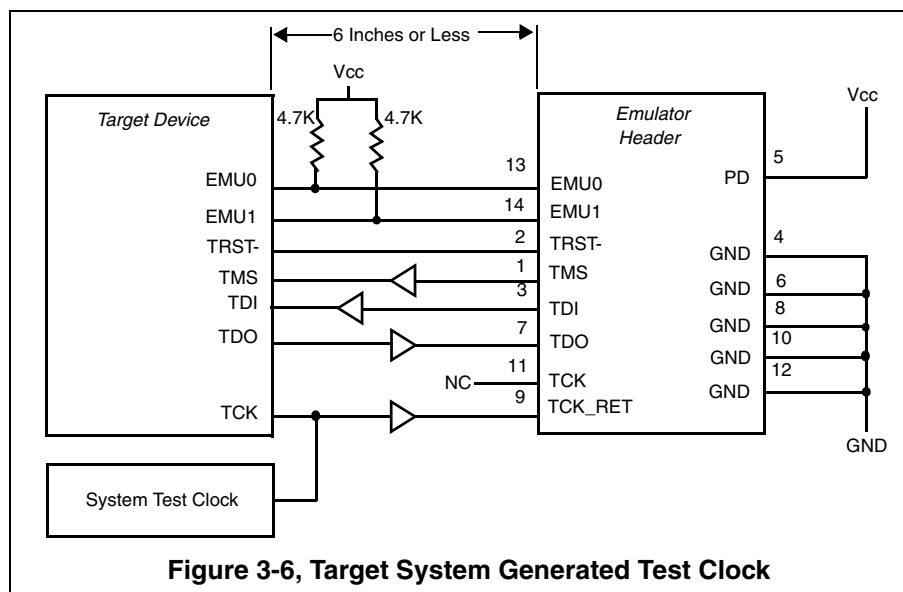 6 Inches or Less
Vcc
Target Device
4.7K
4.7K
Emulator
Header
Vcc
5
PD
13
EMU0
EMU0
14
EMU1
EMU1
2
TRST-
TRST-
1
TMS
TMS
3
TDI
TDI
7
TDO
TDO
11
NC
TCK
9
TCK
TCK_RET
4
GND
6
GND
8
GND
10
GND
12
GND
GND
System Test Clock
Figure 3-6, Target System Generated Test Clock